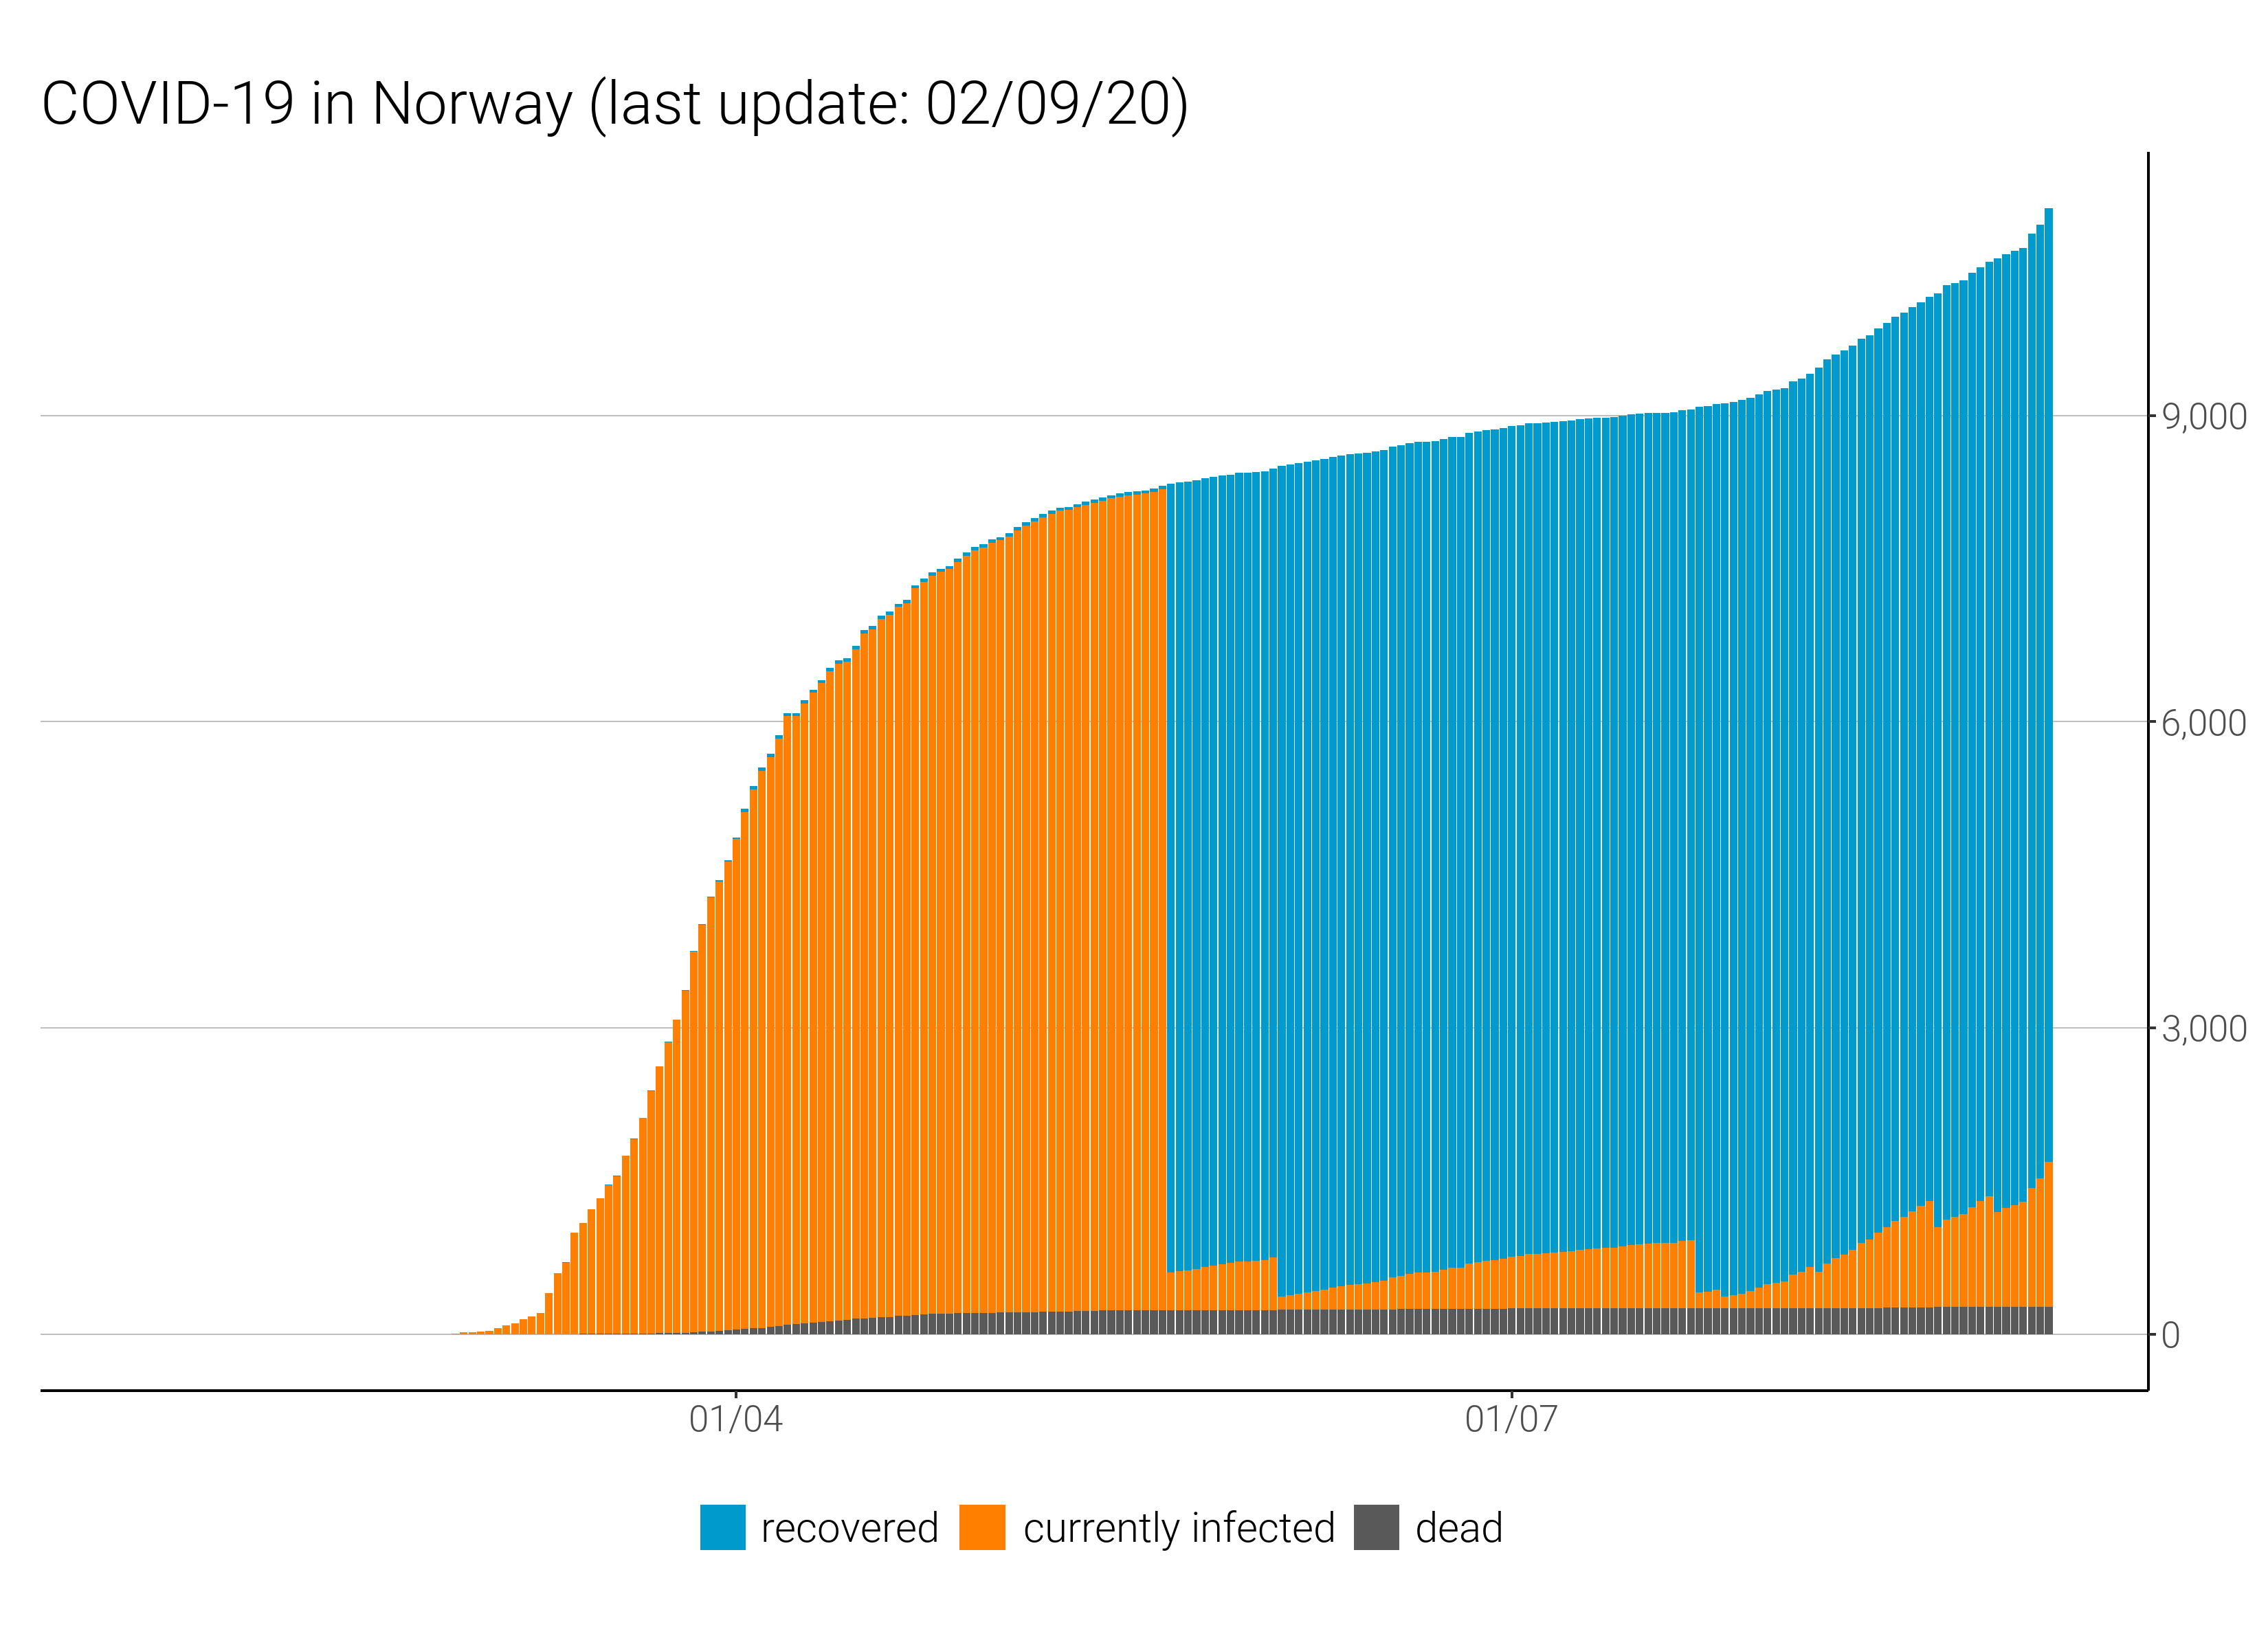 COVID-19 in Norway (last update: 02/09/20)
9,000
6,000
3,000
0
01/04 01/07
recovered currently infected dead